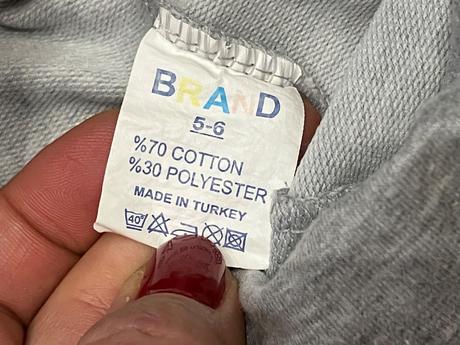 BRAND
5-6
%70 COTTON
%30 POLYESTER
MADE IN TURKEY
40°